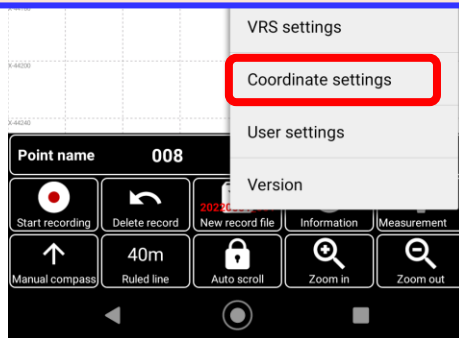 VRS settings
X-44200
Coordinate settings
X-44240
User settings
Point name 008
Version
Start recording
Delete record
New record file
Information
Measurement
40m
Manual compass
Ruled line
Auto scroll
Zoom in
Zoom out